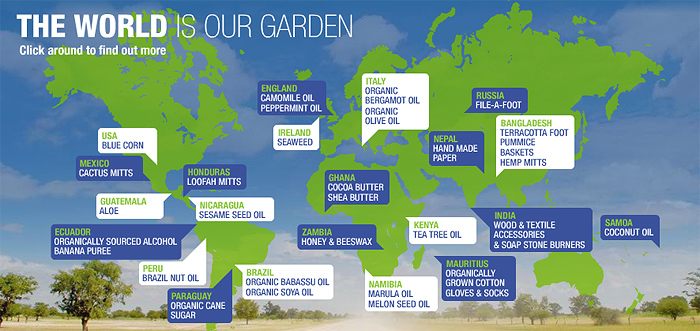 THE WORLD IS OUR GARDEN
Click around to find out more
ENGLAND
CAMOMILE OIL
PEPPERMINT OIL
ITALY
ORGANIC
BERGAMOT OIL
ORGANIC
OLIVE OIL
RUSSIA
FILE-A-FOOT
USA
BLUE CORN
IRELAND
SEAWEED
NEPAL
HAND MADE
PAPER
BANGLADESH
TERRACOTTA FOOT
PUMMICE
BASKETS
HEMP MITTS
MEXICO
CACTUS MITTS
HONDURAS
LOOFAH MITTS
GHANA
COCOA BUTTER
SHEA BUTTER
GUATEMALA
ALOE
NICARAGUA
SESAME SEED OIL
ECUADOR
ORGANICALLY SOURCED ALCOHOL
BANANA PUREE
ZAMBIA
HONEY & BEESWAX
KENYA
TEA TREE OIL
INDIA
WOOD & TEXTILE
ACCESSORIES
& SOAP STONE BURNERS
SAMOA
COCONUT OIL
PERU
BRAZIL NUT OIL
BRAZIL
ORGANIC BABASSU OIL
ORGANIC SOYA OIL
PARAGUAY
ORGANIC CANE
SUGAR
NAMIBIA
MARULA OIL
MELON SEED OIL
MAURITIUS
ORGANICALLY
GROWN COTTON
GLOVES & SOCKS